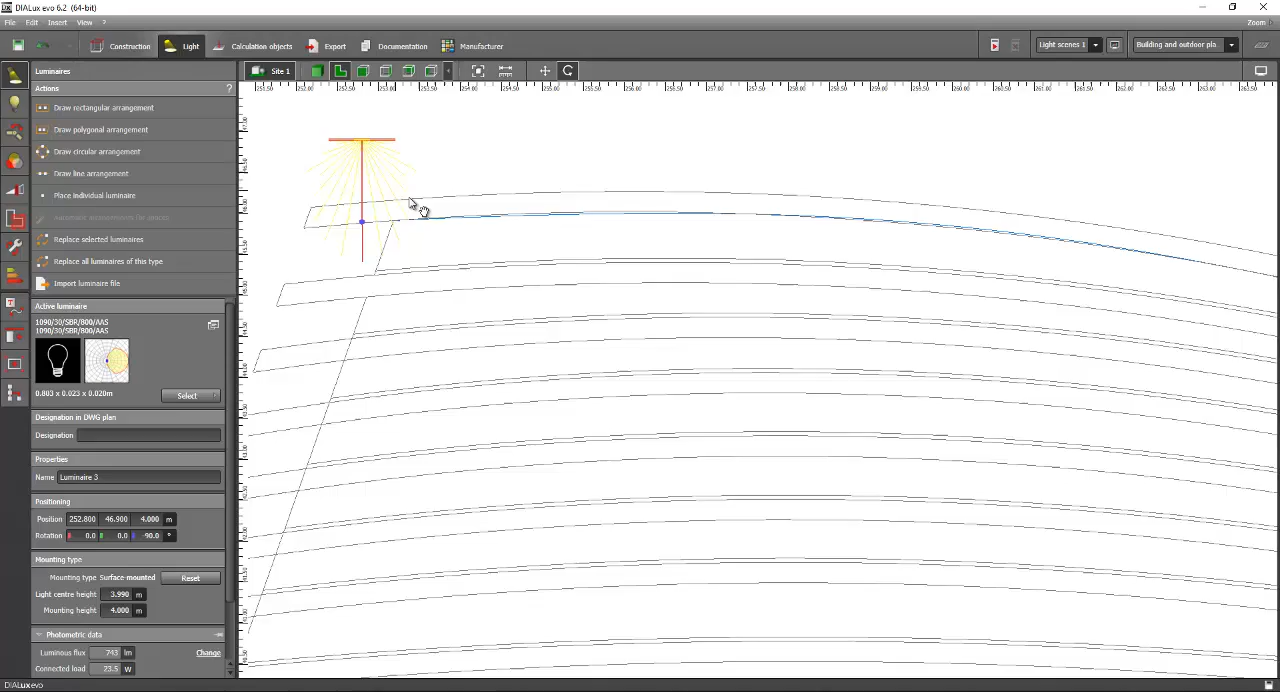 DIALux evo 6.2 (64-bit)
File Edit Insert View ? Zoom
Construction Light Calculation objects Export Documentation Manufacturer Light scenes 1 Building and outdoor pla
Luminaires Site 1
Actions ?
Draw rectangular arrangement
Draw polygonal arrangement
Draw circular arrangement
Draw line arrangement
Place individual luminaire
Replace selected luminaires
Replace all luminaires of this type
Import luminaire file
Active luminaire
1090/30/SBR/800/AAS
1090/30/SBR/800/AAS
0.803 x 0.023 x 0.020m Select
Designation in DWG plan
Designation
Properties
Name Luminaire 3
Positioning
Position 252.800 46.900 4.000 m
Rotation 0.0 0.0 -90.0 °
Mounting type
Mounting type Surface-mounted Reset
Light centre height 3.990 m
Mounting height 4.000 m
Photometric data
Luminous flux 743 lm Change
Connected load 23.5 W
DIALux evo